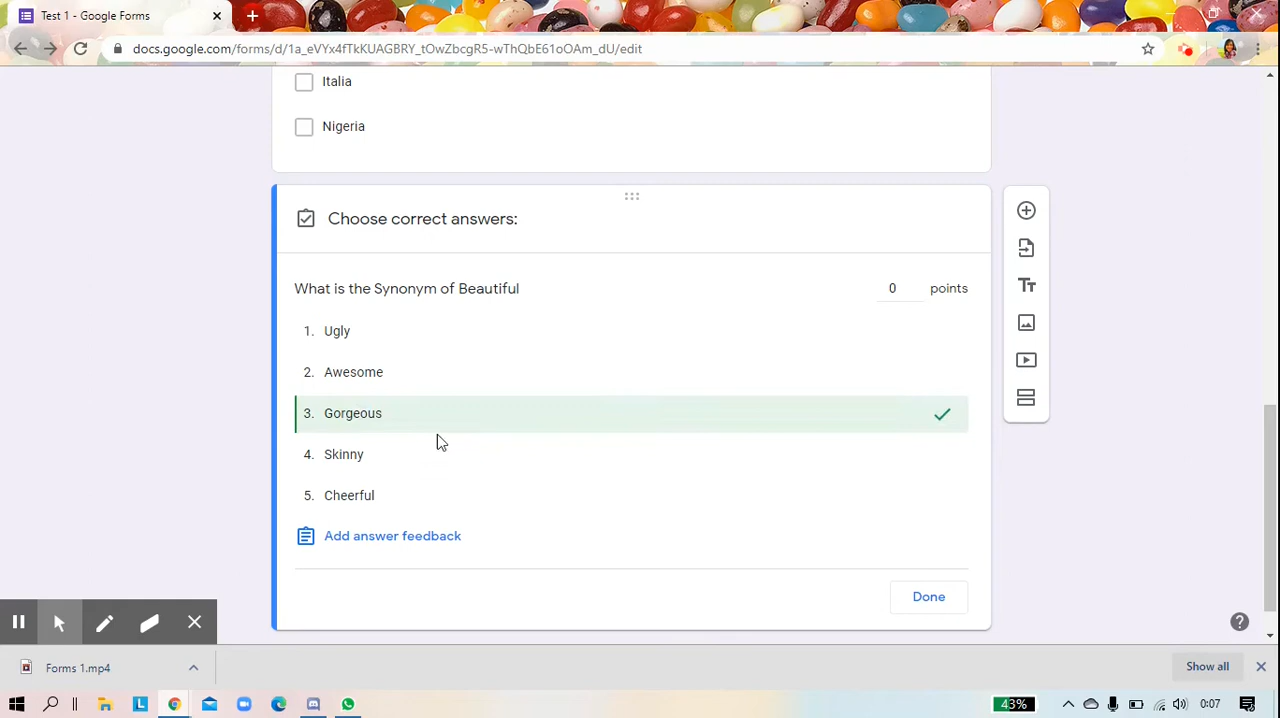 Test 1 - Google Forms
docs.google.com/forms/d/1a_eVYx4fTkKUAGBRY_tOwZbcgR5-wThQbE61oOAm_dU/edit
Italia
Nigeria
Choose correct answers:
What is the Synonym of Beautiful
0 points
1. Ugly
2. Awesome
3. Gorgeous
4. Skinny
5. Cheerful
Add answer feedback
Done
Forms 1.mp4
Show all
43%
0:07